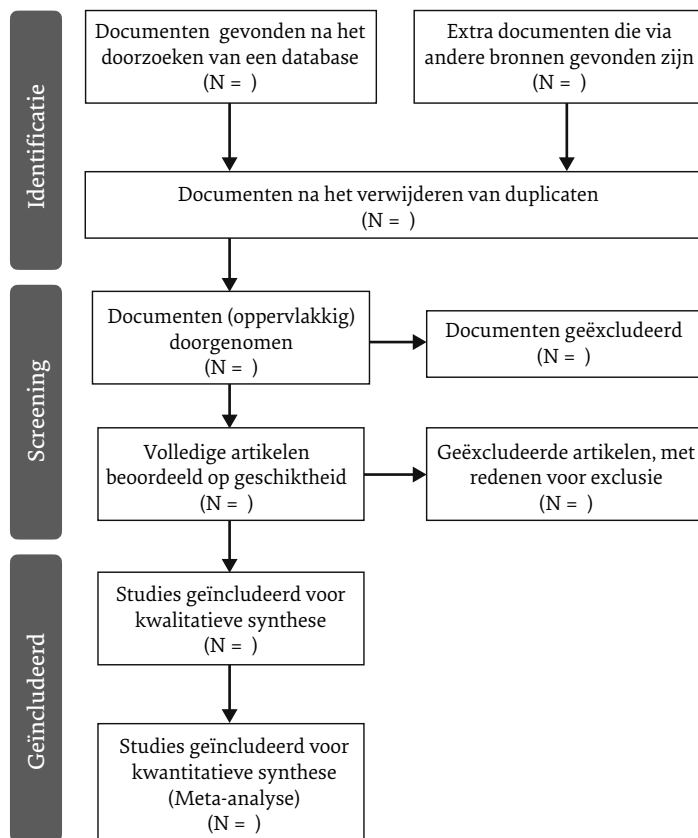 Identificatie
Documenten gevonden na het
doorzoeken van een database
(N = )
Extra documenten die via
andere bronnen gevonden zijn
(N = )
Documenten na het verwijderen van duplicaten
(N = )
Screening
Documenten (oppervlakkig)
doorgenomen
(N = )
Documenten geëxcludeerd
(N = )
Volledige artikelen
beoordeeld op geschiktheid
(N = )
Geëxcludeerde artikelen, met
redenen voor exclusie
(N = )
Geïncludeerd
Studies geïncludeerd voor
kwalitatieve synthese
(N = )
Studies geïncludeerd voor
kwantitatieve synthese
(Meta-analyse)
(N = )